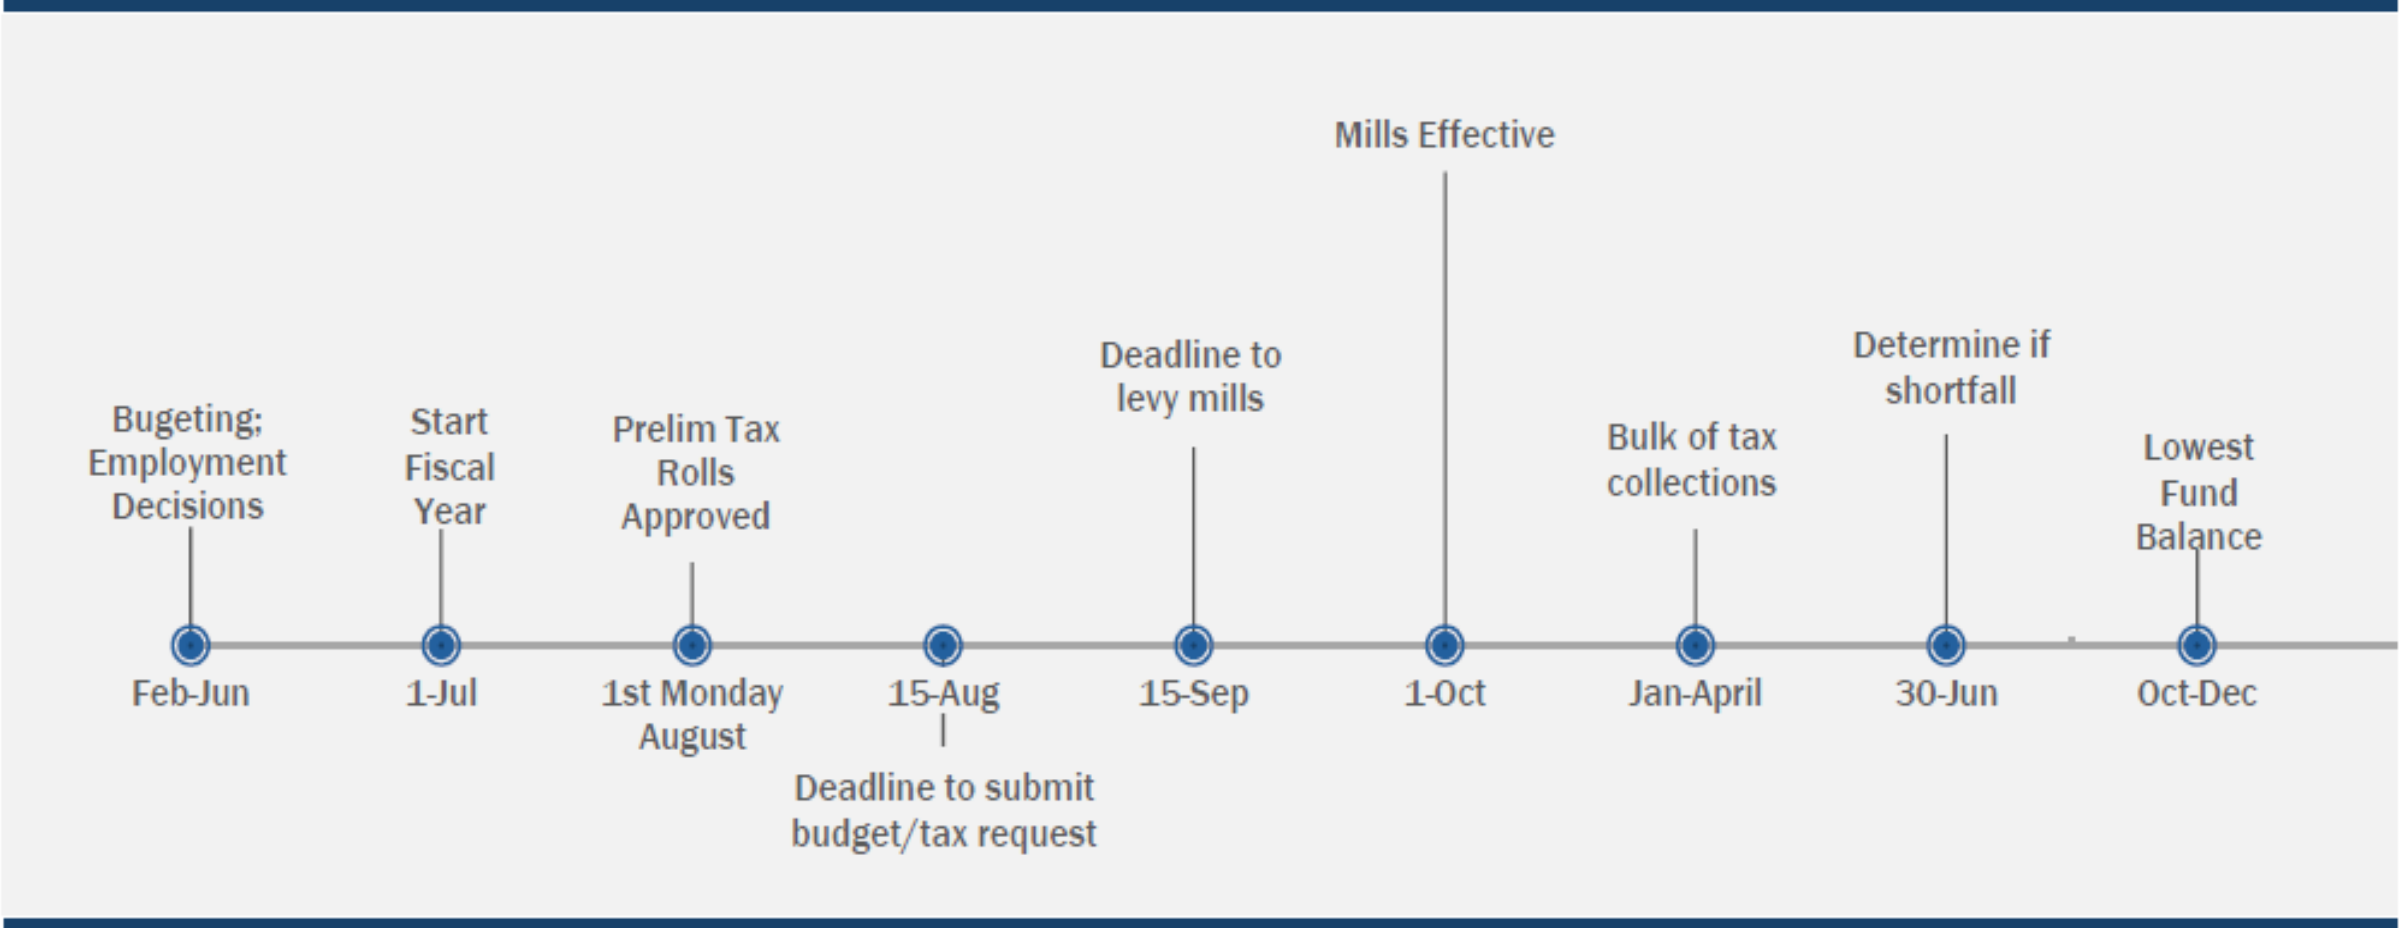 Mills Effective
Deadline to
levy mills
Determine if
shortfall
Bugeting;
Employment
Decisions
Start
Fiscal
Year
Prelim Tax
Rolls
Approved
Bulk of tax
collections
Lowest
Fund
Balance
Feb-Jun
1-Jul
1st Monday
August
15-Aug
15-Sep
1-Oct
Jan-April
30-Jun
Oct-Dec
Deadline to submit
budget/tax request